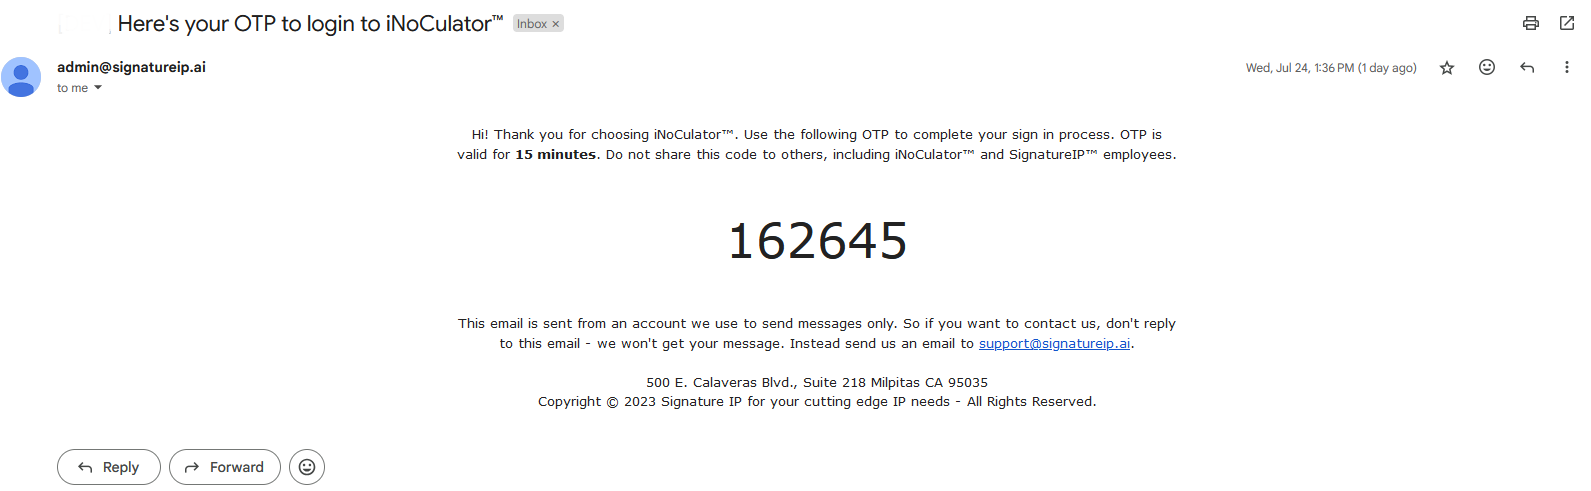 Here's your OTP to login to iNoCulator™ Inbox ×
admin@signatureip.ai
Wed, Jul 24, 1:36 PM (1 day ago)
to me
Hi! Thank you for choosing iNoCulator™. Use the following OTP to complete your sign in process. OTP is
valid for 15 minutes. Do not share this code to others, including iNoCulator™ and SignatureIP™ employees.
162645
This email is sent from an account we use to send messages only. So if you want to contact us, don't reply
to this email - we won't get your message. Instead send us an email to support@signatureip.ai.
500 E. Calaveras Blvd., Suite 218 Milpitas CA 95035
Copyright © 2023 Signature IP for your cutting edge IP needs - All Rights Reserved.
Reply Forward